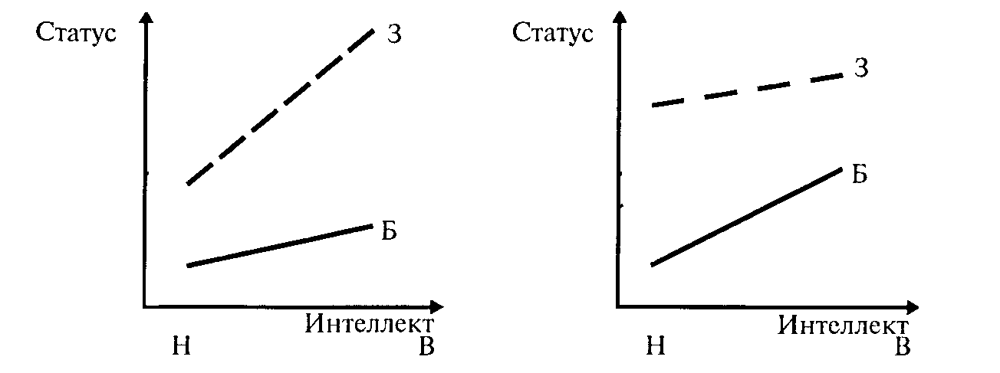 Статус
З
Б
Интеллект
Н В
Статус
З
Б
Интеллект
Н В